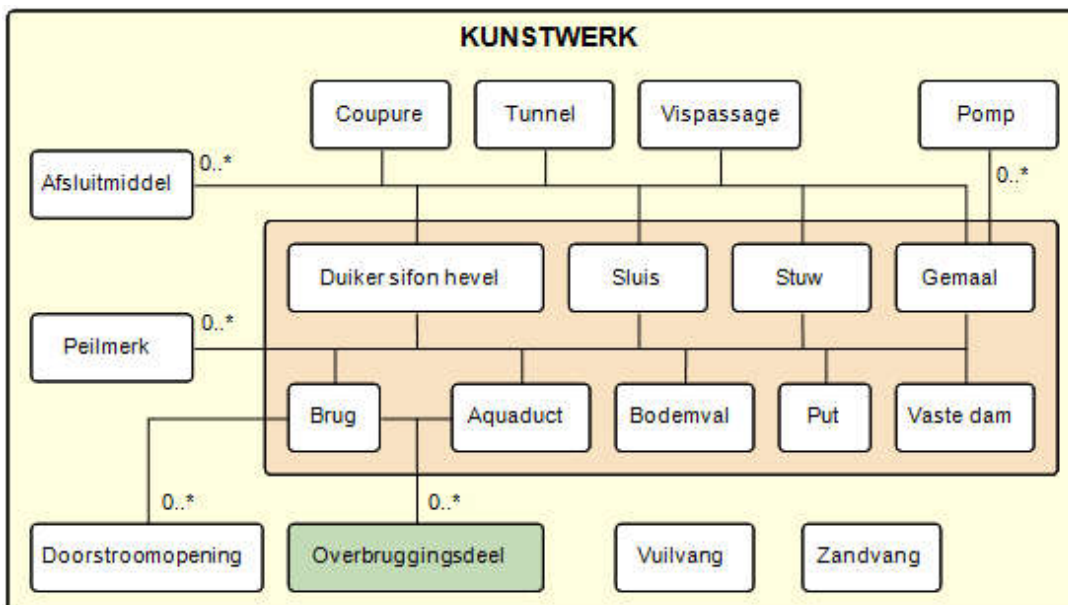 KUNSTWERK
Coupure
Tunnel
Vispassage
Pomp
Afsluitmiddel
0..*
0..*
Duiker sifon hevel
Sluis
Stuw
Gemaal
Peilmerk
0..*
Brug
Aquaduct
Bodemval
Put
Vaste dam
0..*
0..*
Doorstroomopening
Overbruggingsdeel
Vuilvang
Zandvang